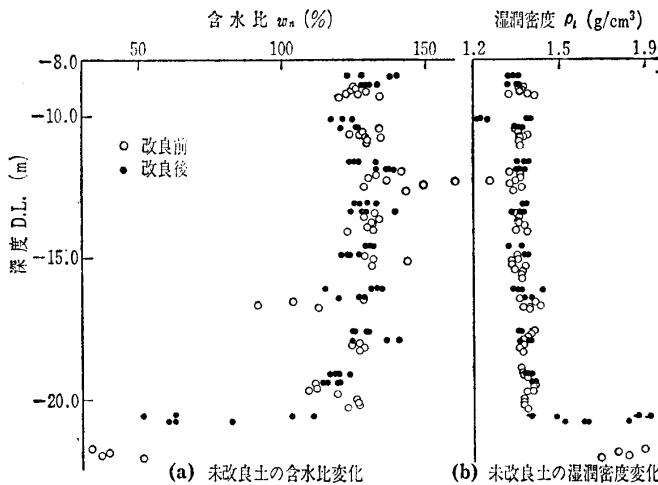 含 水 比 wn (%)
湿潤密度 ρt (g/cm³)
50
100
150
1.2
1.5
1.9
-8.0
-10.0
-15.0
-20.0
深 度 D.L. (m)
○ 改良前
● 改良後
(a) 未改良土の含水比変化
(b) 未改良土の湿潤密度変化